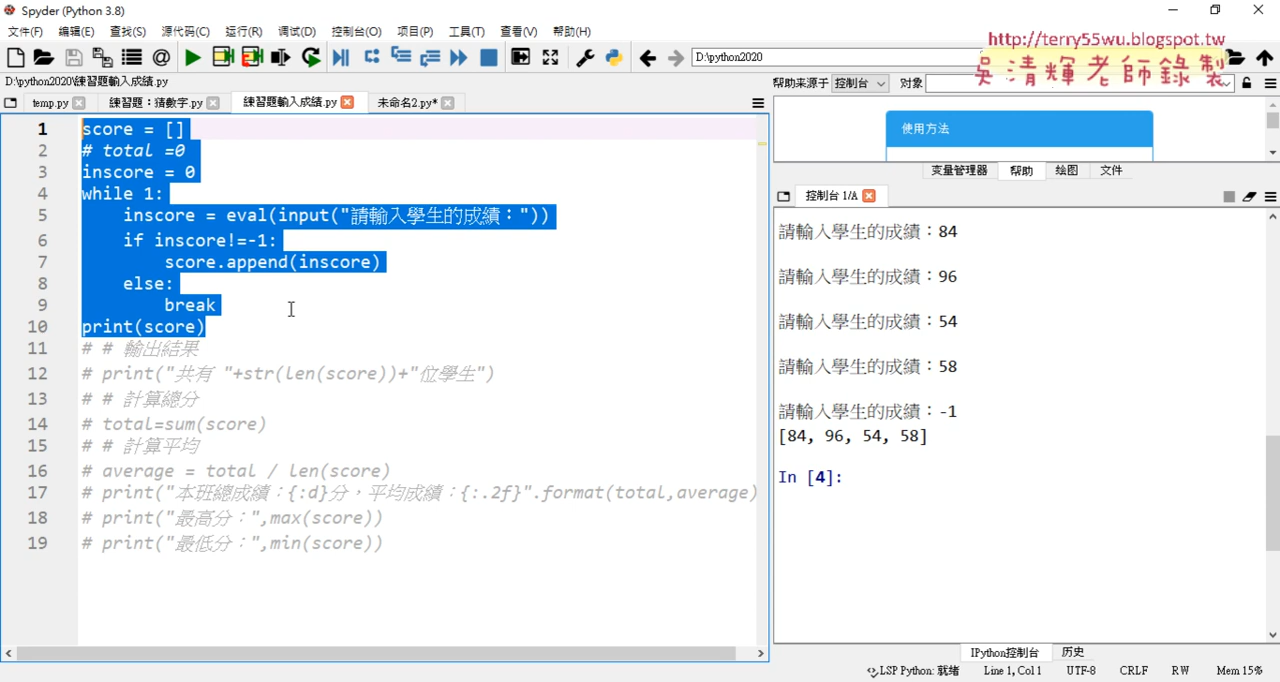 Spyder (Python 3.8)
文件(F) 编辑(E) 查找(S) 源代码(C) 运行(R) 调试(D) 控制台(O) 项目(P) 工具(T) 查看(V) 帮助(H)
D:\python2020
http://terry55wu.blogspot.tw
吳清輝老師錄製
D:\python2020\練習題輸入成績.py
帮助来源于 控制台 对象
temp.py 練習題：猜數字.py 練習題輸入成績.py 未命名2.py*
1 score = []
2 # total =0
3 inscore = 0
4 while 1:
5 inscore = eval(input("請輸入學生的成績："))
6 if inscore!=-1:
7 score.append(inscore)
8 else:
9 break
10 print(score)
11 # # 輸出結果
12 # print("共有 "+str(len(score))+"位學生")
13 # # 計算總分
14 # total=sum(score)
15 # # 計算平均
16 # average = total / len(score)
17 # print("本班總成績：{:d}分，平均成績：{:.2f}".format(total,average)
18 # print("最高分：",max(score))
19 # print("最低分：",min(score))
使用方法
变量管理器 帮助 绘图 文件
控制台 1/A
請輸入學生的成績：84
請輸入學生的成績：96
請輸入學生的成績：54
請輸入學生的成績：58
請輸入學生的成績：-1
[84, 96, 54, 58]
In [4]:
IPython控制台 历史
LSP Python: 就绪 Line 1, Col 1 UTF-8 CRLF RW Mem 15%